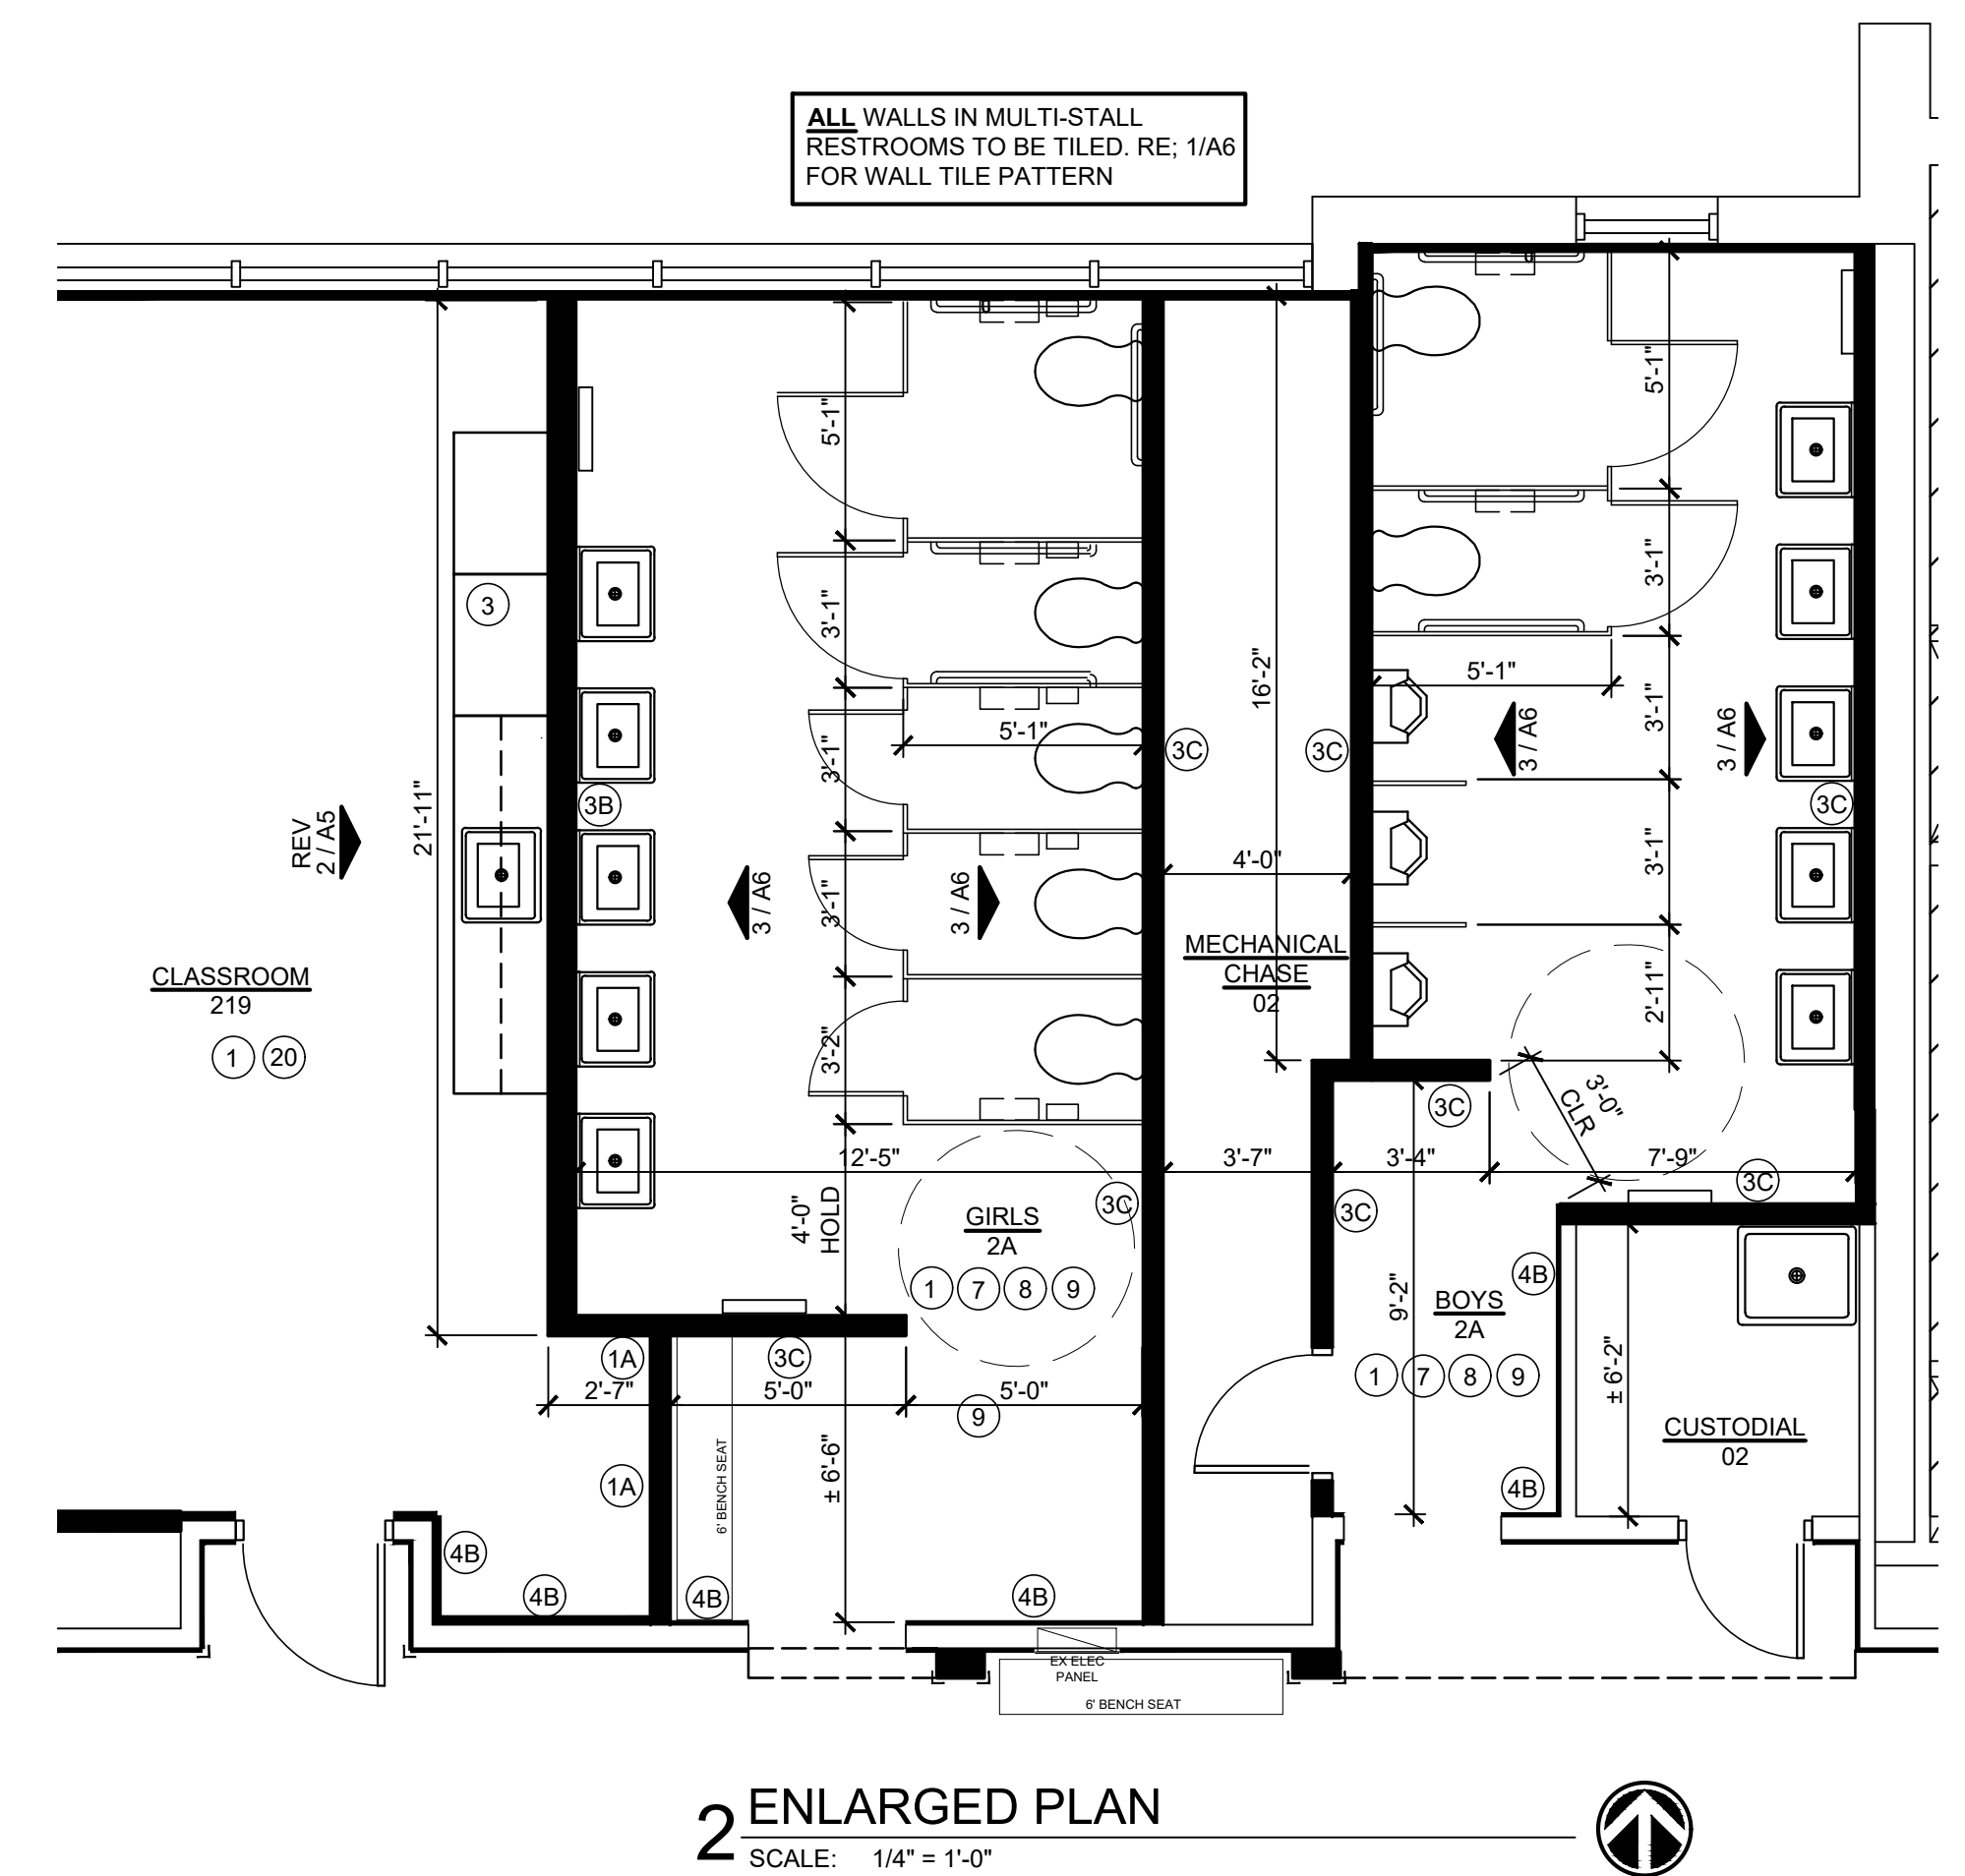 ALL WALLS IN MULTI-STALL
RESTROOMS TO BE TILED. RE; 1/A6
FOR WALL TILE PATTERN
5'-1"
5'-1"
3
3'-1"
3'-1"
16'-2"
5'-1"
3'-1"
3 / A6
3 / A6
5'-1"
3C
3C
3'-1"
21'-11"
REV
2 / A5
3B
3C
3'-1"
4'-0"
3 / A6
3'-1"
3 / A6
MECHANICAL
CHASE
02
CLASSROOM
219
1
20
2'-11"
3'-2"
3'-0"
CLR
3C
12'-5"
3'-7"
3'-4"
7'-9"
3C
3C
3C
4'-0"
HOLD
GIRLS
2A
1
7
8
9
4B
9'-2"
BOYS
2A
1
7
8
9
1A
3C
2'-7"
5'-0"
5'-0"
9
± 6'-2"
CUSTODIAL
02
± 6'-6"
6' BENCH SEAT
1A
4B
4B
4B
4B
4B
EX ELEC
PANEL
6' BENCH SEAT
2
ENLARGED PLAN
SCALE: 1/4" = 1'-0"